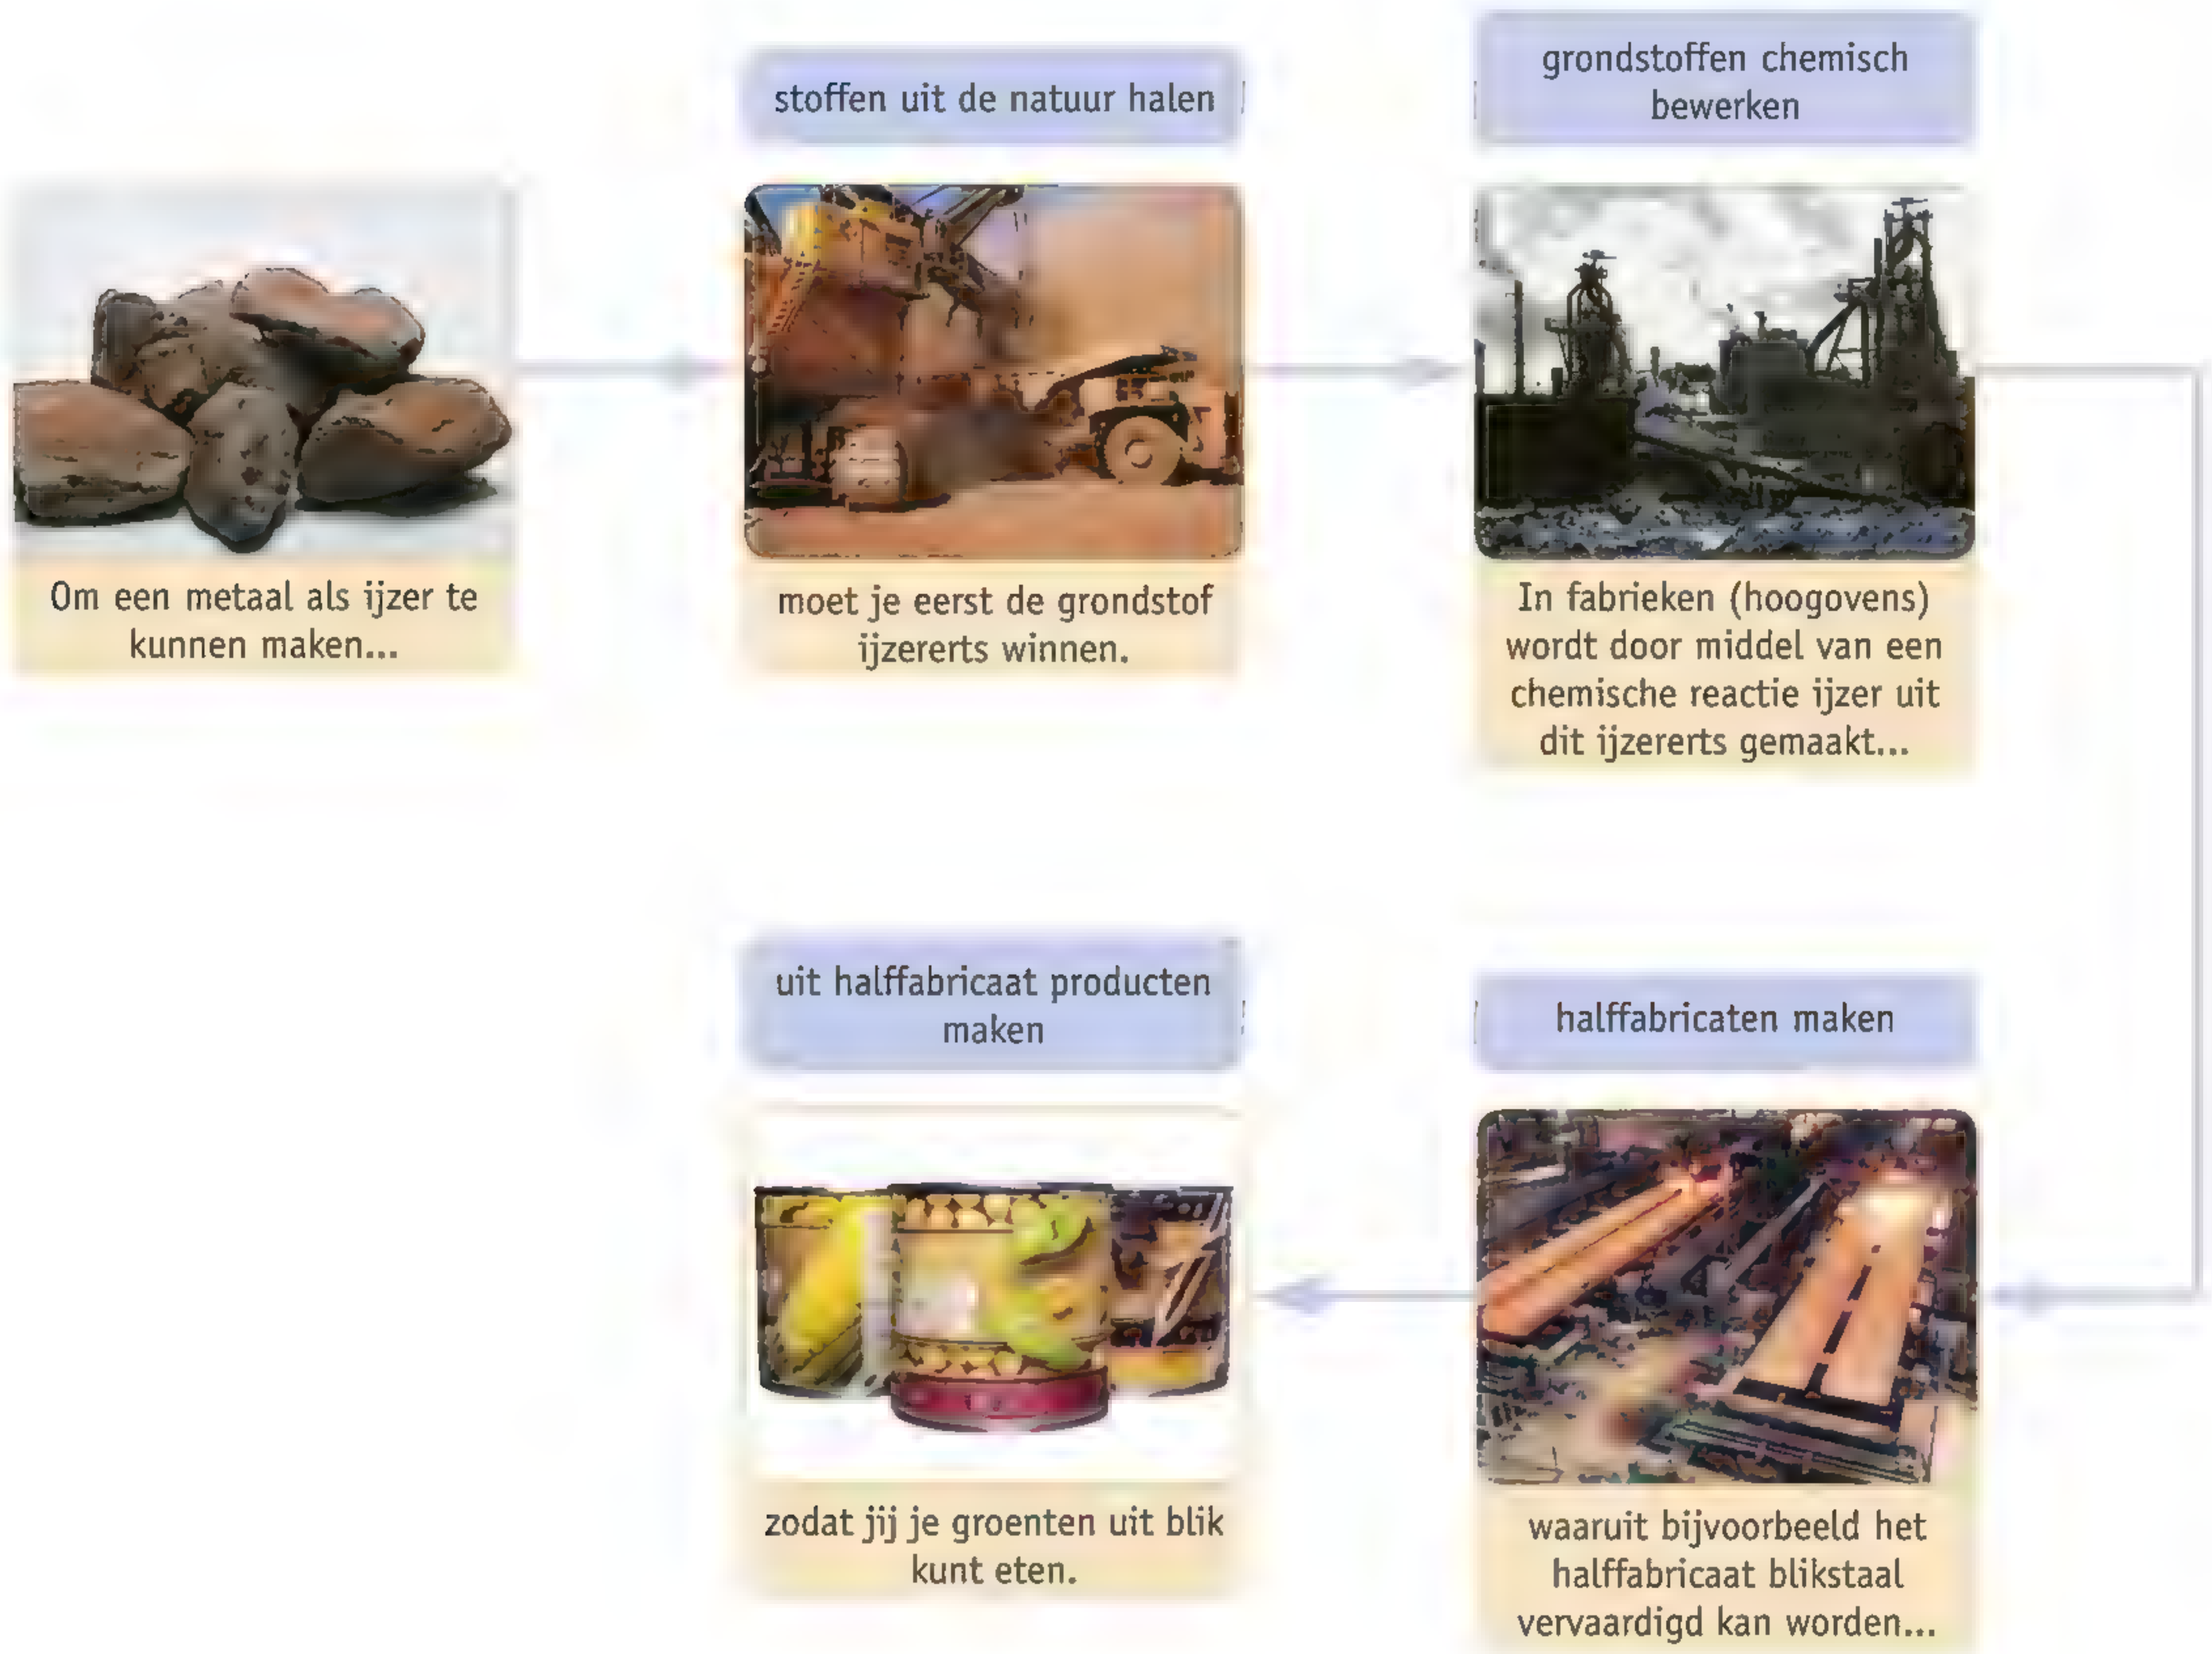 Om een metaal als ijzer te
kunnen maken...
stoffen uit de natuur halen
moet je eerst de grondstof
ijzererts winnen.
grondstoffen chemisch
bewerken
In fabrieken (hoogovens)
wordt door middel van een
chemische reactie ijzer uit
dit ijzererts gemaakt...
halffabricaten maken
waaruit bijvoorbeeld het
halffabricaat blikstaal
vervaardigd kan worden...
uit halffabricaat producten
maken
zodat jij je groenten uit blik
kunt eten.